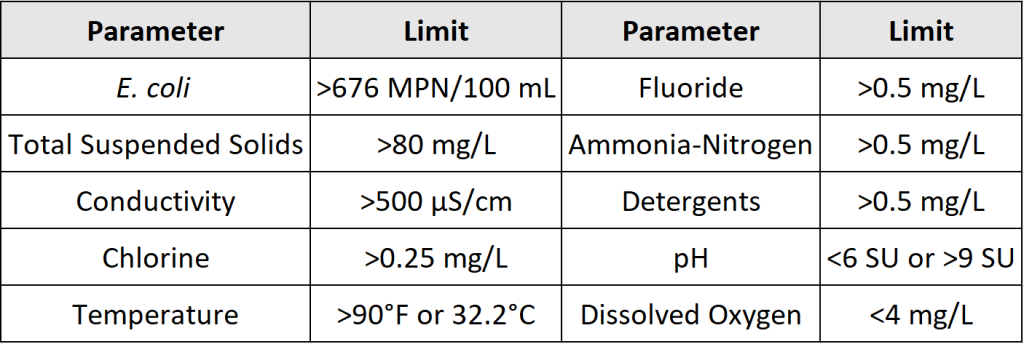 Parameter Limit Parameter Limit
E. coli >676 MPN/100 mL Fluoride >0.5 mg/L
Total Suspended Solids >80 mg/L Ammonia-Nitrogen >0.5 mg/L
Conductivity >500 µS/cm Detergents >0.5 mg/L
Chlorine >0.25 mg/L pH <6 SU or >9 SU
Temperature >90°F or 32.2°C Dissolved Oxygen <4 mg/L